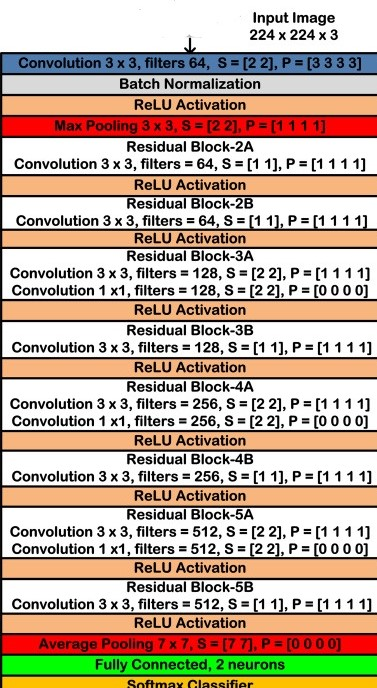 Input Image
224 x 224 x 3
Convolution 3 x 3, filters 64, S = [2 2], P = [3 3 3 3]
Batch Normalization
ReLU Activation
Max Pooling 3 x 3, S = [2 2], P = [1 1 1 1]
Residual Block-2A
Convolution 3 x 3, filters = 64, S = [1 1], P = [1 1 1 1]
ReLU Activation
Residual Block-2B
Convolution 3 x 3, filters = 64, S = [1 1], P = [1 1 1 1]
ReLU Activation
Residual Block-3A
Convolution 3 x 3, filters = 128, S = [2 2], P = [1 1 1 1]
Convolution 1 x1, filters = 128, S = [2 2], P = [0 0 0 0]
ReLU Activation
Residual Block-3B
Convolution 3 x 3, filters = 128, S = [1 1], P = [1 1 1 1]
ReLU Activation
Residual Block-4A
Convolution 3 x 3, filters = 256, S = [2 2], P = [1 1 1 1]
Convolution 1 x1, filters = 256, S = [2 2], P = [0 0 0 0]
ReLU Activation
Residual Block-4B
Convolution 3 x 3, filters = 256, S = [1 1], P = [1 1 1 1]
ReLU Activation
Residual Block-5A
Convolution 3 x 3, filters = 512, S = [2 2], P = [1 1 1 1]
Convolution 1 x1, filters = 512, S = [2 2], P = [0 0 0 0]
ReLU Activation
Residual Block-5B
Convolution 3 x 3, filters = 512, S = [1 1], P = [1 1 1 1]
ReLU Activation
Average Pooling 7 x 7, S = [7 7], P = [0 0 0 0]
Fully Connected, 2 neurons
Softmax Classifier